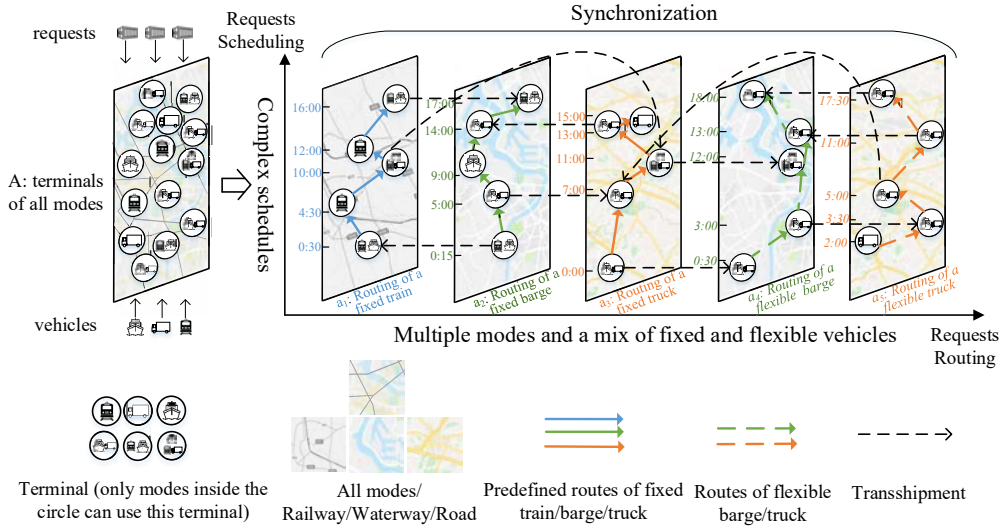 Synchronization
requests
Requests
Scheduling
A: terminals
of all modes
vehicles
Complex schedules
16:00
12:00
10:00
4:30
0:30
a1: Routing of a
fixed train
17:00
14:00
9:00
5:00
0:15
a2: Routing of a
fixed barge
15:00
13:00
11:00
7:00
0:00
a3: Routing of a
fixed truck
18:00
13:00
12:00
3:00
0:30
a4: Routing of a
flexible barge
17:30
11:00
5:00
3:30
2:00
a5: Routing of a
flexible truck
Multiple modes and a mix of fixed and flexible vehicles
Requests
Routing
Terminal (only modes inside the
circle can use this terminal)
All modes/
Railway/Waterway/Road
Predefined routes of fixed
train/barge/truck
Routes of flexible
barge/truck
Transshipment